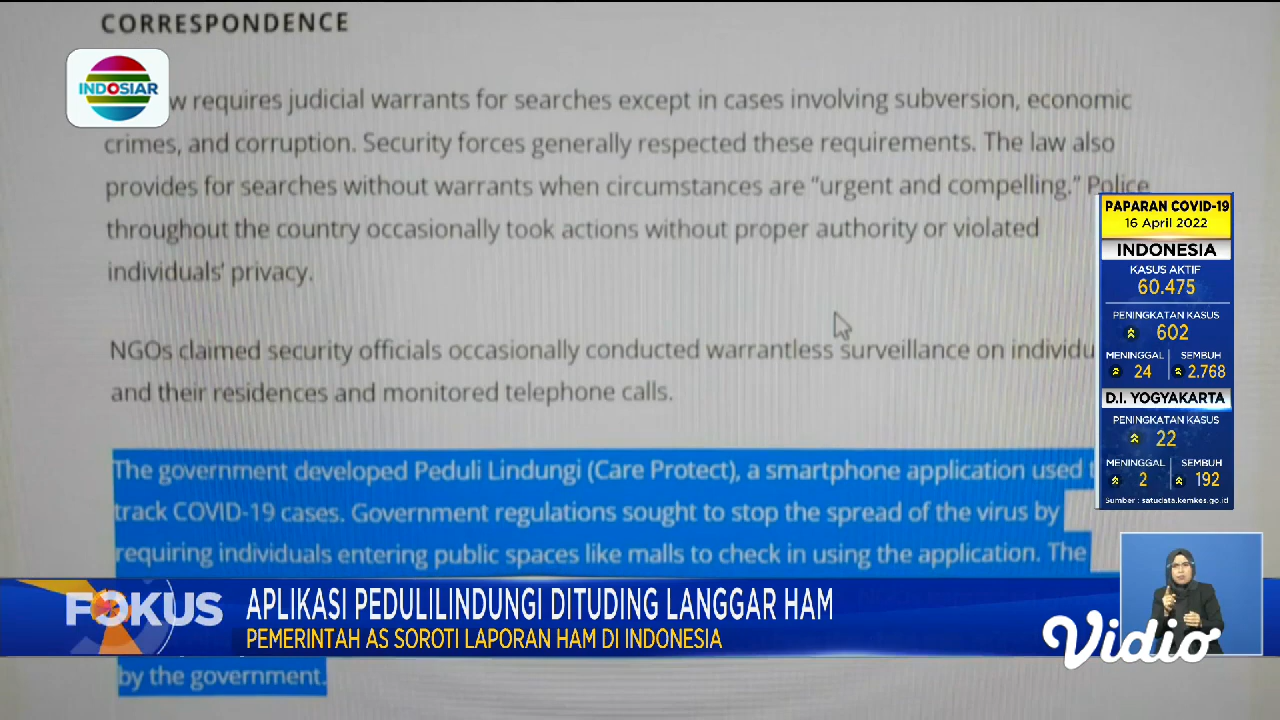 CORRESPONDENCE
INDOSIAR
requires judicial warrants for searches except in cases involving subversion, economic
crimes, and corruption. Security forces generally respected these requirements. The law also
provides for searches without warrants when circumstances are "urgent and compelling." Police
throughout the country occasionally took actions without proper authority or violated
individuals' privacy.
NGOs claimed security officials occasionally conducted warrantless surveillance on
and their residences and monitored telephone calls.
The government developed Peduli Lindungi (Care Protect), a smartphone application used
track COVID-19 cases. Government regulations sought to stop the spread of the virus by
requiring individuals entering public spaces like malls to check in using the application. The
by the government.
PAPARAN COVID-19
16 April 2022
INDONESIA
KASUS AKTIF
60.475
PENINGKATAN KASUS
602
MENINGGAL SEMBUH
24 2.768
D.I. YOGYAKARTA
PENINGKATAN KASUS
22
MENINGGAL SEMBUH
2 192
Sumber : satudata.kemkes.go.id
FOKUS
APLIKASI PEDULILINDUNGI DITUDING LANGGAR HAM
PEMERINTAH AS SOROTI LAPORAN HAM DI INDONESIA
Vidio